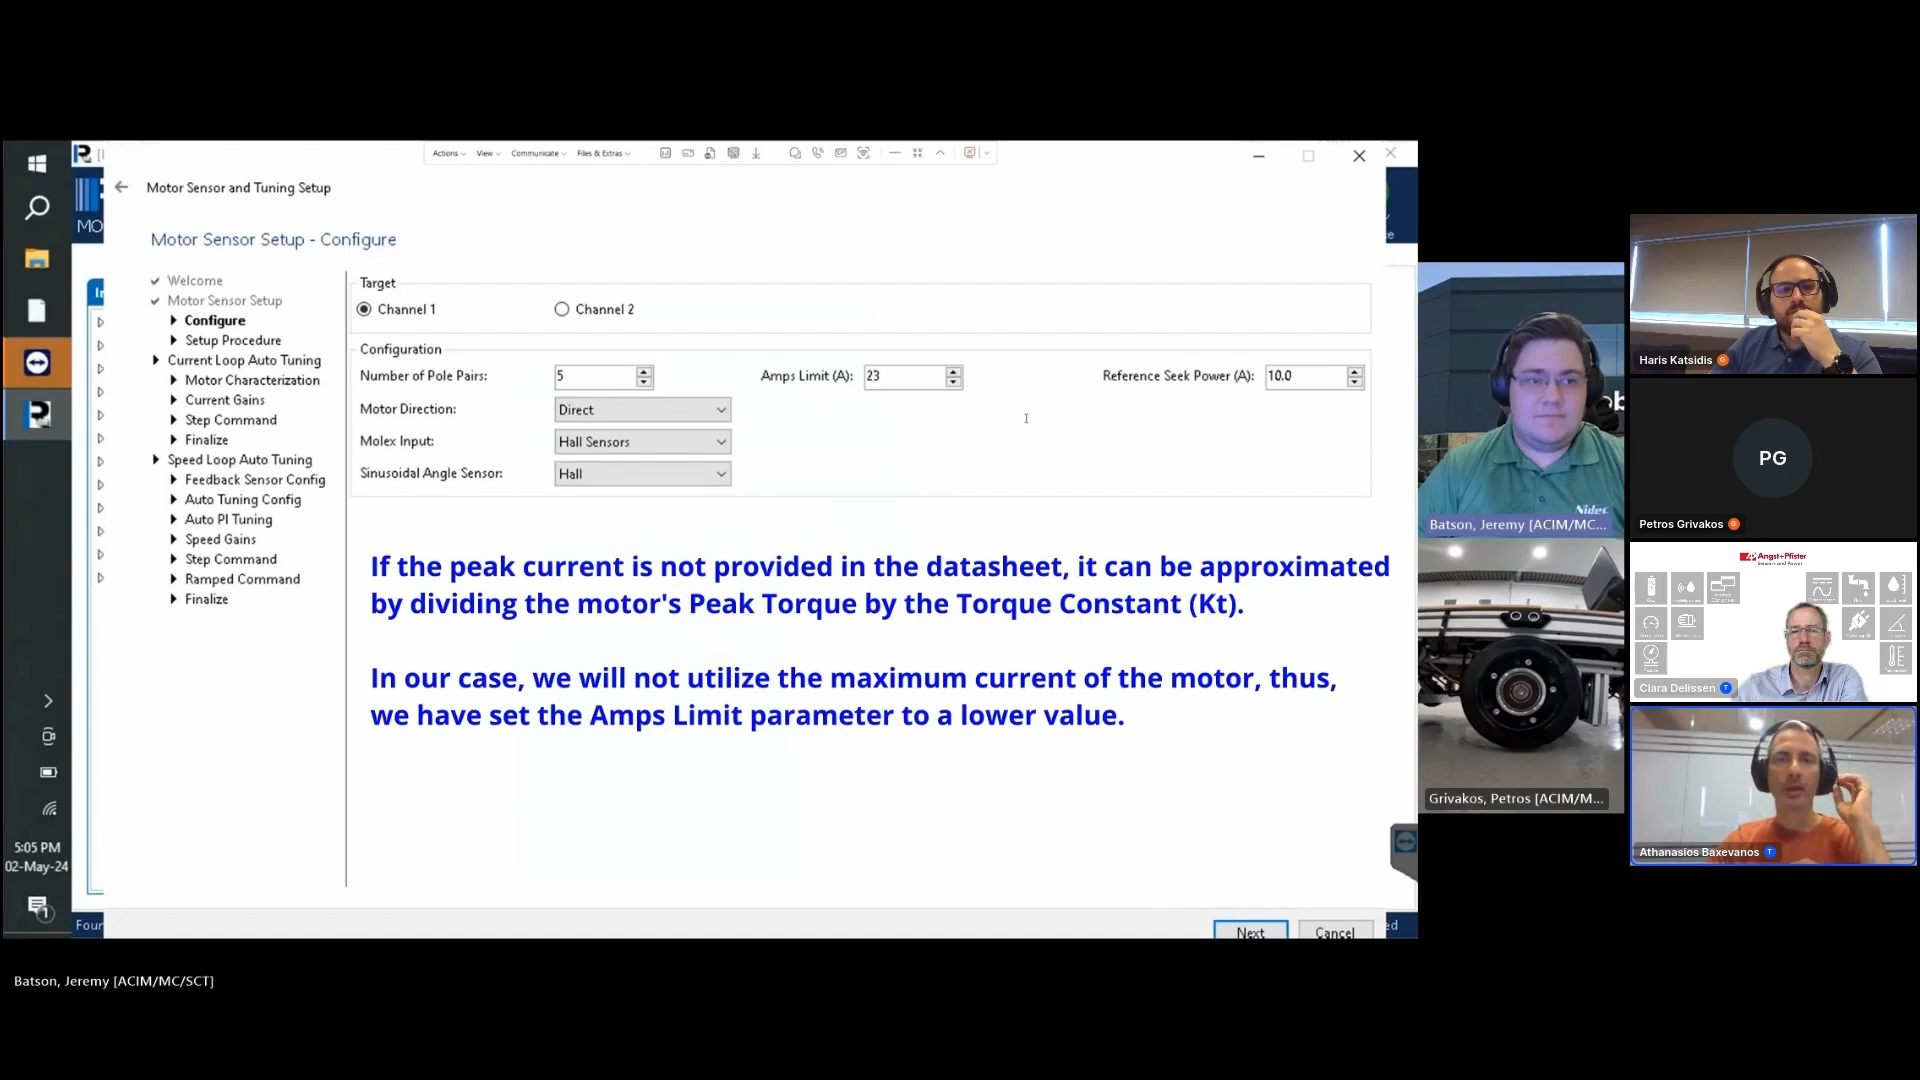 Actions View Communicate Files & Extras
Motor Sensor and Tuning Setup
MO
Motor Sensor Setup - Configure
Welcome
Motor Sensor Setup
Configure
Setup Procedure
Current Loop Auto Tuning
Motor Characterization
Current Gains
Step Command
Finalize
Speed Loop Auto Tuning
Feedback Sensor Config
Auto Tuning Config
Auto PI Tuning
Speed Gains
Step Command
Ramped Command
Finalize
Target
Channel 1 Channel 2
Configuration
Number of Pole Pairs: 5 Amps Limit (A): 23 Reference Seek Power (A): 10.0
Motor Direction: Direct
Molex Input: Hall Sensors
Sinusoidal Angle Sensor: Hall
If the peak current is not provided in the datasheet, it can be approximated
by dividing the motor's Peak Torque by the Torque Constant (Kt).
In our case, we will not utilize the maximum current of the motor, thus,
we have set the Amps Limit parameter to a lower value.
Next Cancel
5:05 PM
02-May-24
1
Four
ed
Batson, Jeremy [ACIM/MC/SCT]
Nidec
Batson, Jeremy [ACIM/MC...
Grivakos, Petros [ACIM/M...
Haris Katsidis G
PG
Petros Grivakos G
Angst+Pfister
Sensors and Power
Clara Delissen T
Athanasios Baxevanos T